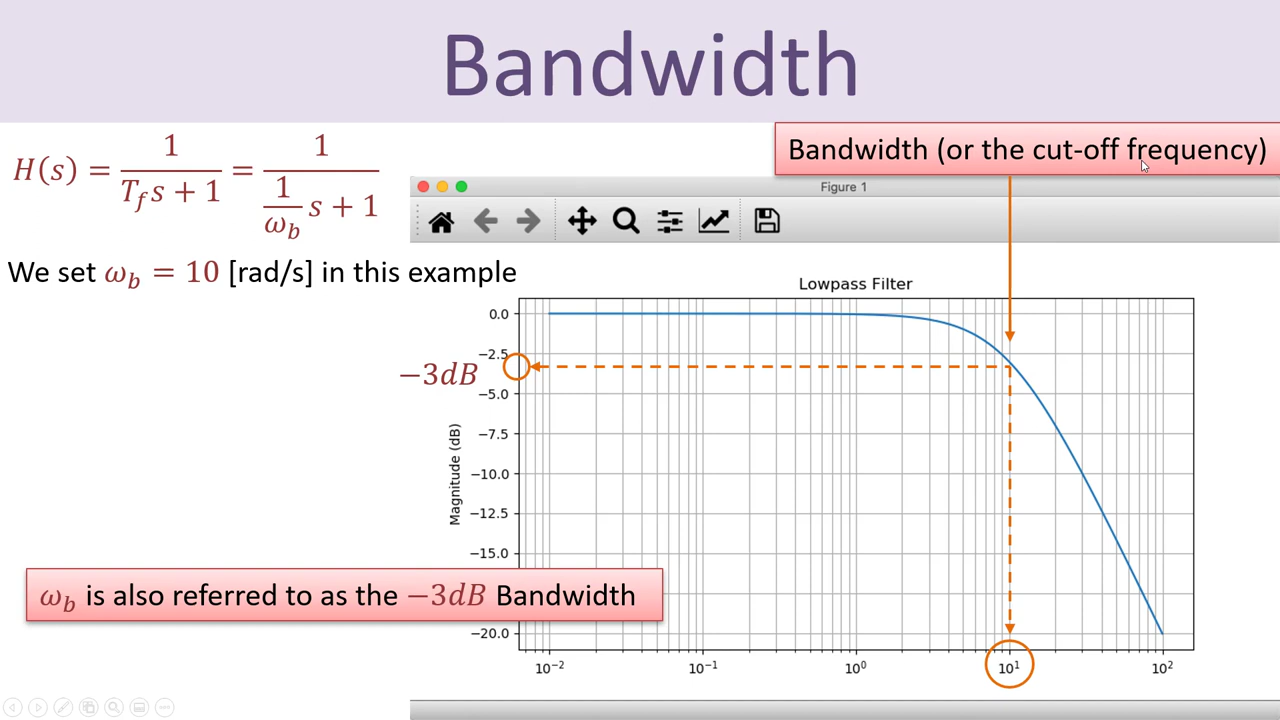 Bandwidth
H(s) = 1 / (T_f s + 1) = 1 / (1/ω_b s + 1)
Bandwidth (or the cut-off frequency)
Figure 1
We set ω_b = 10 [rad/s] in this example
Lowpass Filter
0.0
−2.5
−3dB
−5.0
−7.5
−10.0
−12.5
−15.0
−20.0
Magnitude (dB)
ω_b is also referred to as the −3dB Bandwidth
10⁻² 10⁻¹ 10⁰ 10¹ 10²